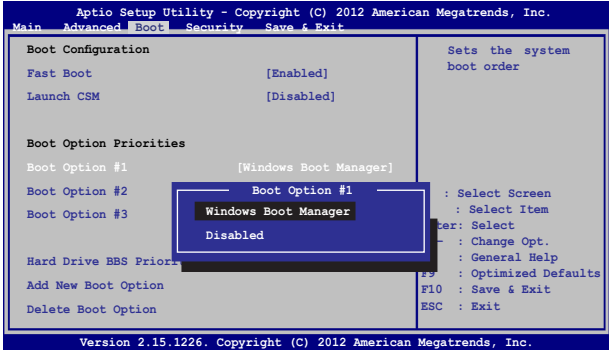 Aptio Setup Utility - Copyright (C) 2012 American Megatrends, Inc.
Main Advanced Boot Security Save & Exit
Boot Configuration
Fast Boot [Enabled]
Launch CSM [Disabled]
Boot Option Priorities
Boot Option #1 [Windows Boot Manager]
Boot Option #2
Boot Option #3
Hard Drive BBS
Add New Boot Option
Delete Boot Option
Boot Option #1
Windows Boot Manager
Disabled
Sets the system
boot order
: Select Screen
: Select Item
: Select
: Change Opt.
: General Help
F9 : Optimized Defaults
F10 : Save & Exit
ESC : Exit
Version 2.15.1226. Copyright (C) 2012 American Megatrends, Inc.